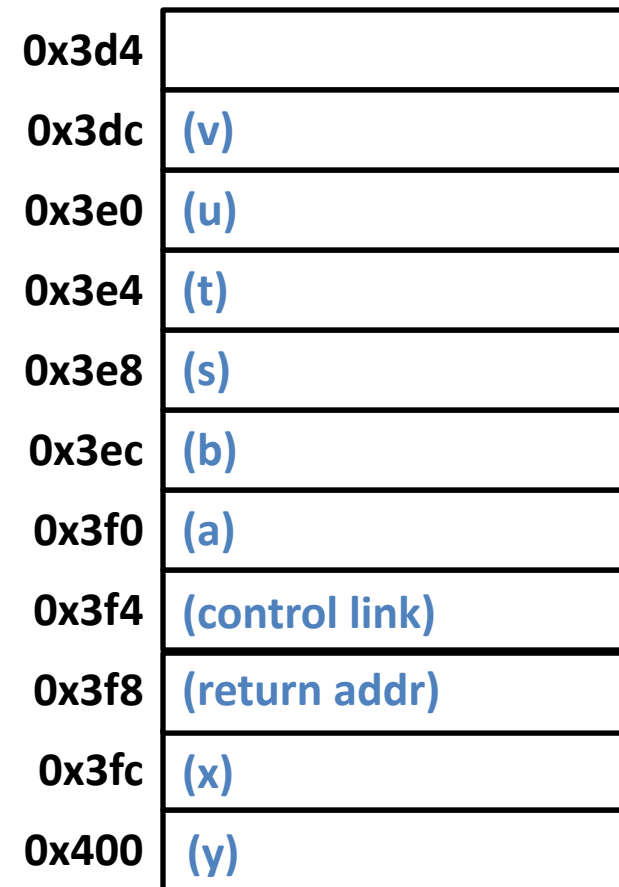 0x3d4
0x3dc (v)
0x3e0 (u)
0x3e4 (t)
0x3e8 (s)
0x3ec (b)
0x3f0 (a)
0x3f4 (control link)
0x3f8 (return addr)
0x3fc (x)
0x400 (y)